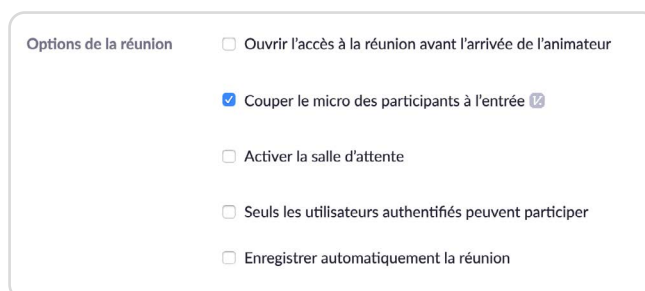 Options de la réunion
Ouvrir l’accès à la réunion avant l’arrivée de l’animateur
Couper le micro des participants à l’entrée
Activer la salle d’attente
Seuls les utilisateurs authentifiés peuvent participer
Enregistrer automatiquement la réunion